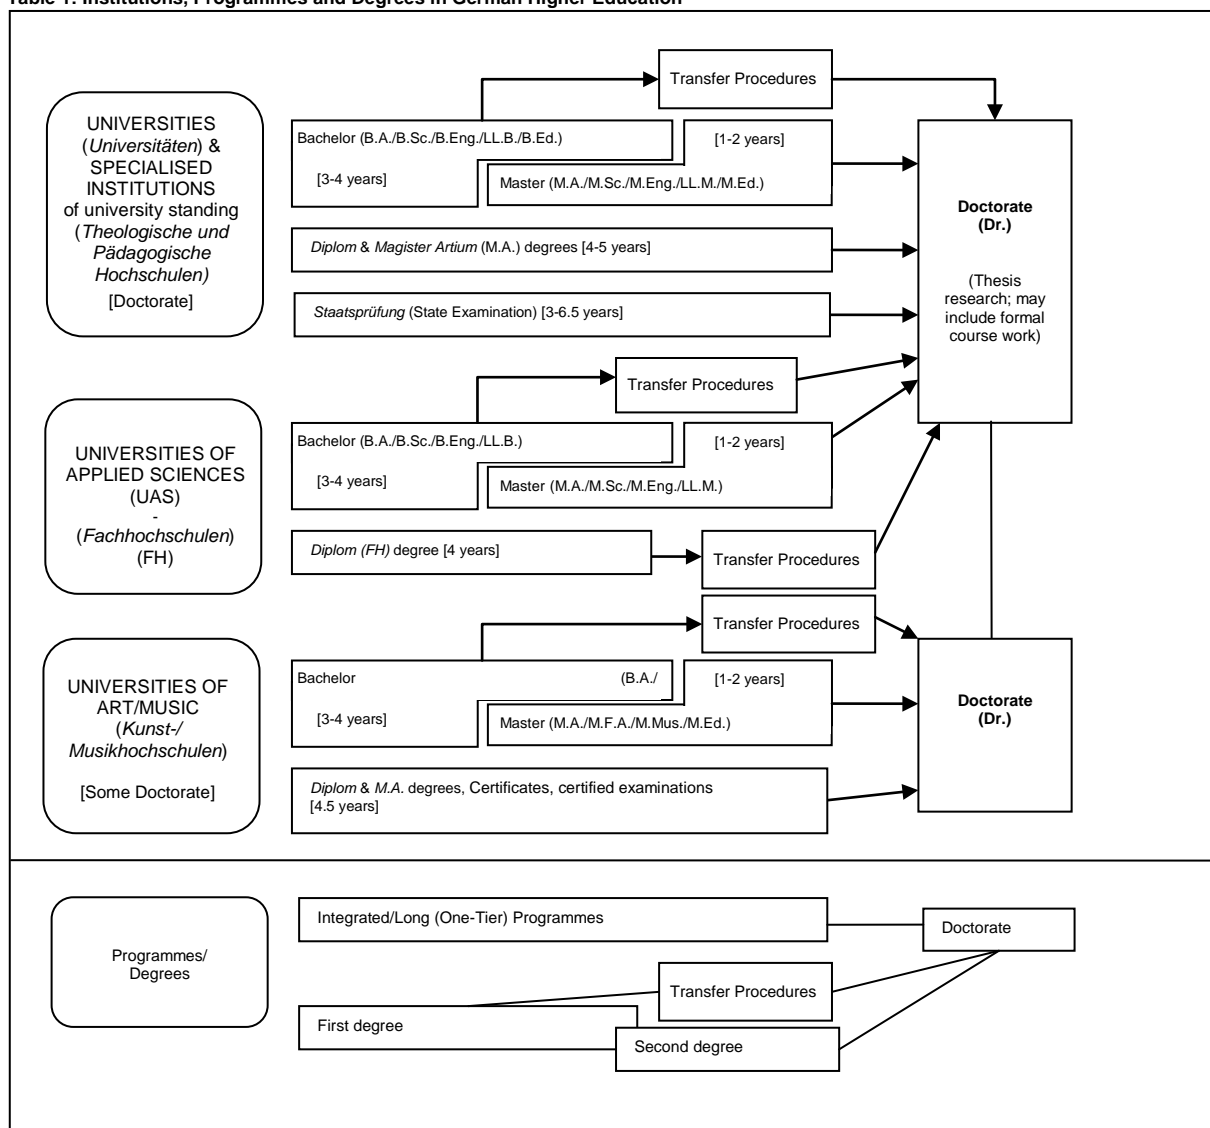 Table 1: Institutions, Programmes and Degrees in German Higher Education
Transfer Procedures
UNIVERSITIES
(Universitäten) &
SPECIALISED
INSTITUTIONS
of university standing
(Theologische und
Pädagogische
Hochschulen)
[Doctorate]
Bachelor (B.A./B.Sc./B.Eng./LL.B./B.Ed.)
[3-4 years]
[1-2 years]
Master (M.A./M.Sc./M.Eng./LL.M./M.Ed.)
Diplom & Magister Artium (M.A.) degrees [4-5 years]
Staatsprüfung (State Examination) [3-6.5 years]
Doctorate
(Dr.)
(Thesis
research; may
include formal
course work)
Transfer Procedures
UNIVERSITIES OF
APPLIED SCIENCES
(UAS)
-
(Fachhochschulen)
(FH)
Bachelor (B.A./B.Sc./B.Eng./LL.B.)
[3-4 years]
[1-2 years]
Master (M.A./M.Sc./M.Eng./LL.M.)
Diplom (FH) degree [4 years]
Transfer Procedures
Transfer Procedures
UNIVERSITIES OF
ART/MUSIC
(Kunst-/
Musikhochschulen)
[Some Doctorate]
Bachelor (B.A./
[3-4 years]
[1-2 years]
Master (M.A./M.F.A./M.Mus./M.Ed.)
Diplom & M.A. degrees, Certificates, certified examinations
[4.5 years]
Doctorate
(Dr.)
Programmes/
Degrees
Integrated/Long (One-Tier) Programmes
Doctorate
Transfer Procedures
First degree
Second degree